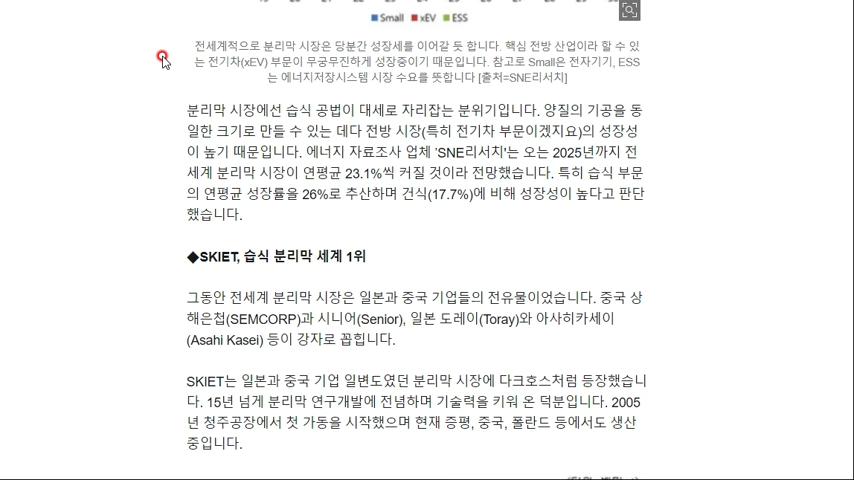 Small xEV ESS
전세계적으로 분리막 시장은 당분간 성장세를 이어갈 듯 합니다. 핵심 전방 산업이라 할 수 있
는 전기차(xEV) 부문이 무궁무진하게 성장중이기 때문입니다. 참고로 Small은 전자기기, ESS
는 에너지저장시스템 시장 수요를 뜻합니다 [출처=SNE리서치]
분리막 시장에선 습식 공법이 대세로 자리잡는 분위기입니다. 양질의 기공을 동
일한 크기로 만들 수 있는 데다 전방 시장(특히 전기차 부문이겠지요)의 성장성
이 높기 때문입니다. 에너지 자료조사 업체 'SNE리서치'는 오는 2025년까지 전
세계 분리막 시장이 연평균 23.1%씩 커질 것이라 전망했습니다. 특히 습식 부문
의 연평균 성장률을 26%로 추산하며 건식(17.7%)에 비해 성장성이 높다고 판단
했습니다.
◆SKIET, 습식 분리막 세계 1위
그동안 전세계 분리막 시장은 일본과 중국 기업들의 전유물이었습니다. 중국 상
해은첩(SEMCORP)과 시니어(Senior), 일본 도레이(Toray)와 아사히카세이
(Asahi Kasei) 등이 강자로 꼽힙니다.
SKIET는 일본과 중국 기업 일변도였던 분리막 시장에 다크호스처럼 등장했습니
다. 15년 넘게 분리막 연구개발에 전념하며 기술력을 키워 온 덕분입니다. 2005
년 청주공장에서 첫 가동을 시작했으며 현재 증평, 중국, 폴란드 등에서도 생산
중입니다.